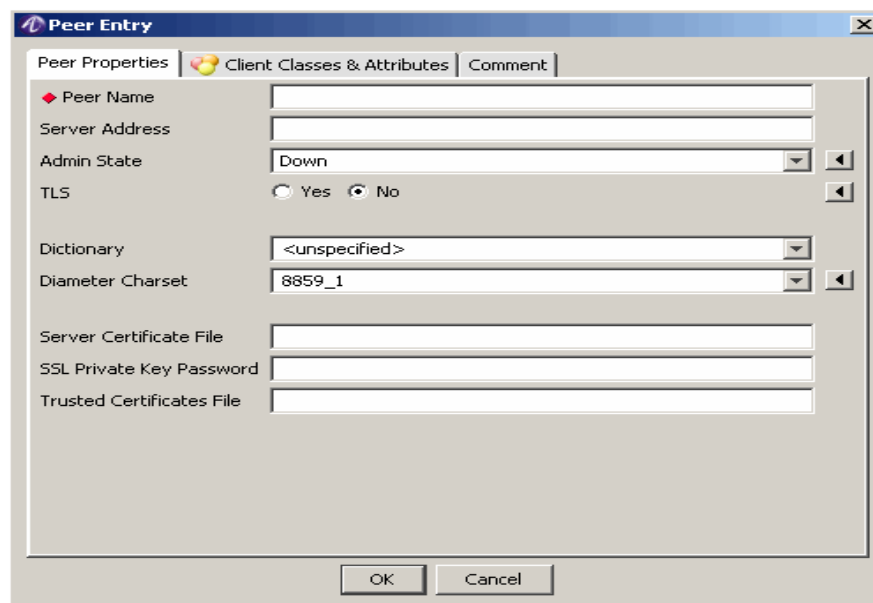 Peer Entry
Peer Properties Client Classes & Attributes Comment
Peer Name
Server Address
Admin State Down
TLS Yes No
Dictionary <unspecified>
Diameter Charset 8859_1
Server Certificate File
SSL Private Key Password
Trusted Certificates File
OK Cancel